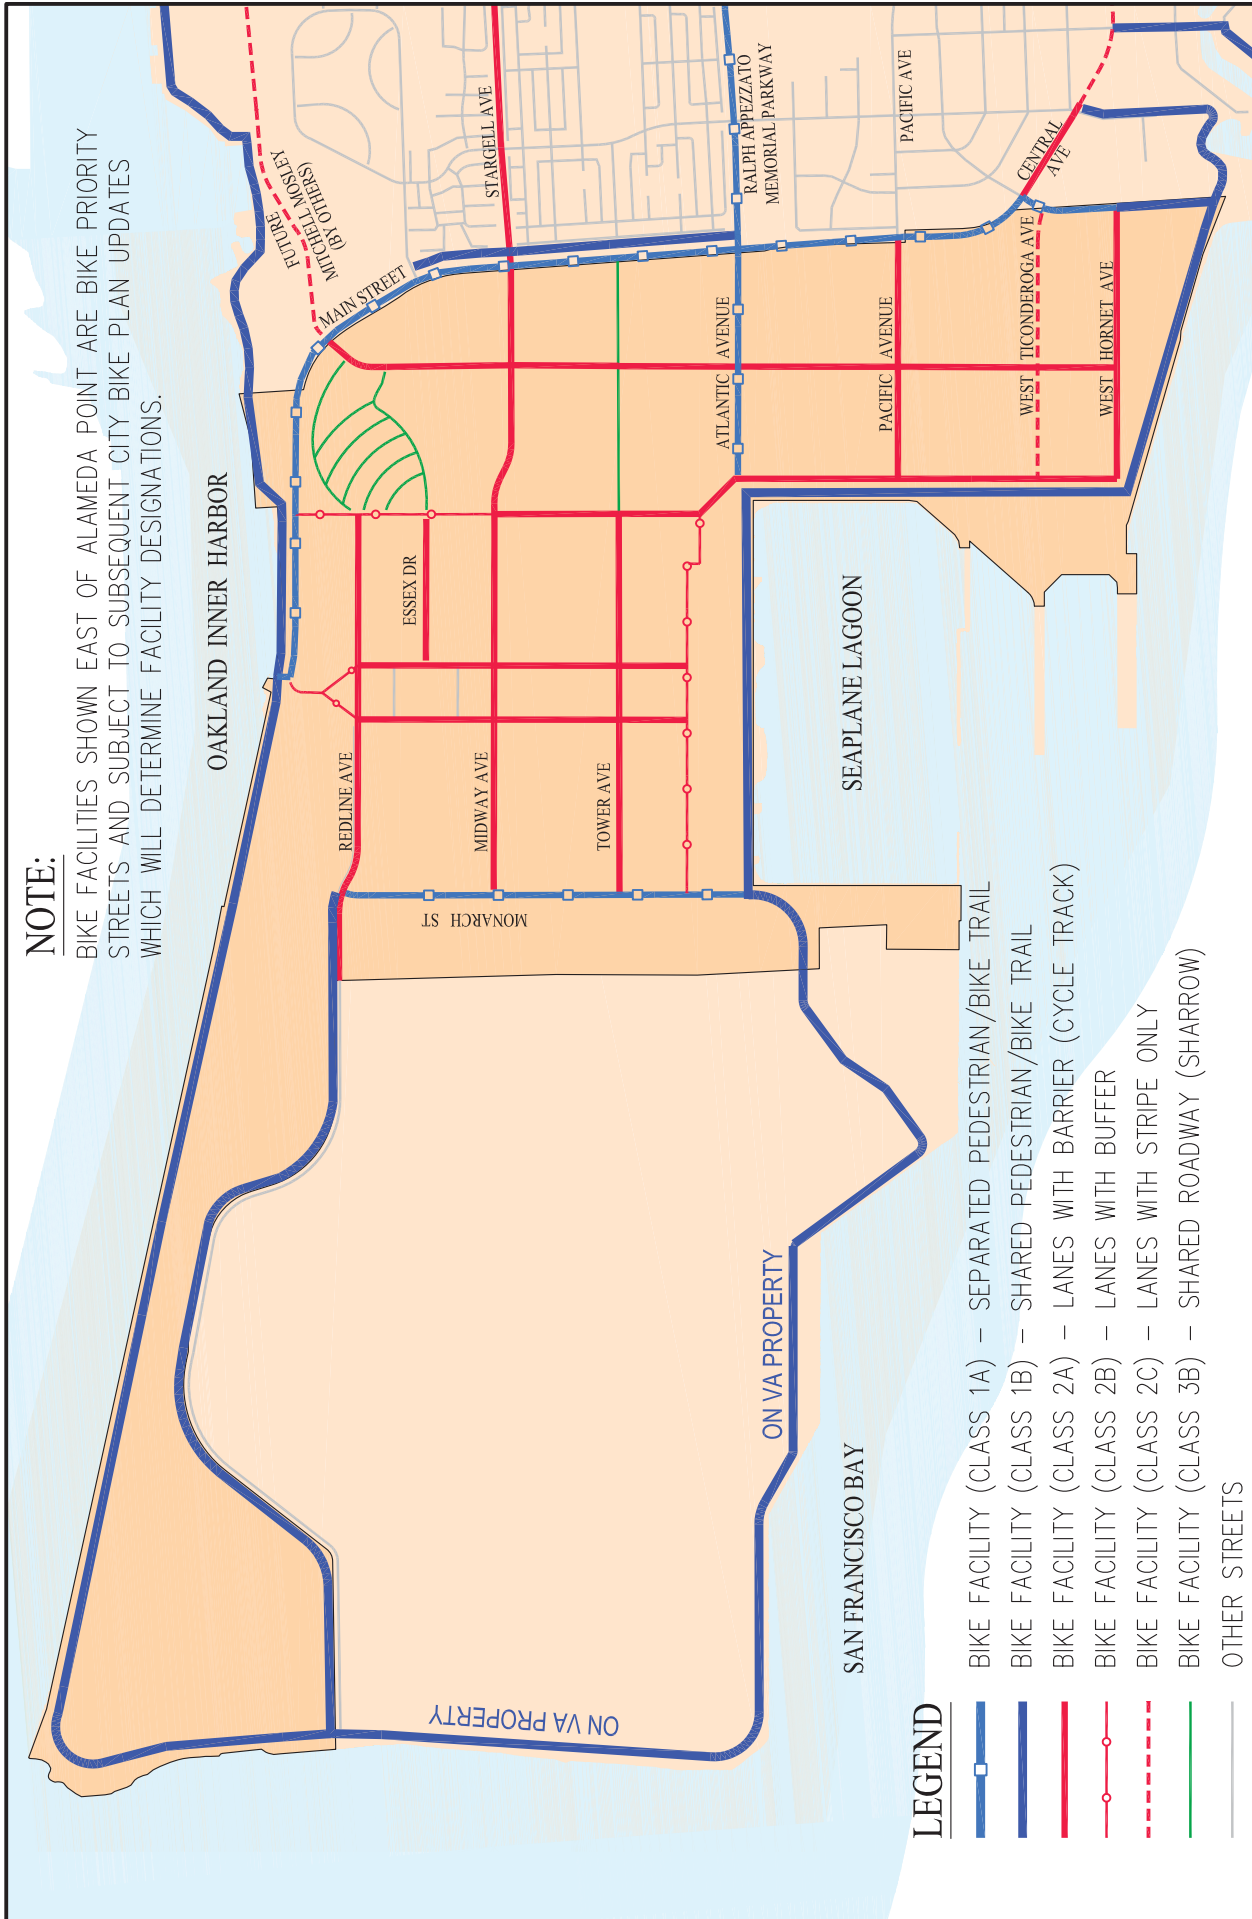 NOTE:
BIKE FACILITIES SHOWN EAST OF ALAMEDA POINT ARE BIKE PRIORITY
STREETS AND SUBJECT TO SUBSEQUENT CITY BIKE PLAN UPDATES
WHICH WILL DETERMINE FACILITY DESIGNATIONS.
OAKLAND INNER HARBOR
FUTURE
MITCHELL MOSLEY
(BY OTHERS)
MAIN STREET
STARGELL AVE
RALPH APPEZZATO
MEMORIAL PARKWAY
PACIFIC AVE
CENTRAL
AVE
REDLINE AVE
ESSEX DR
MIDWAY AVE
TOWER AVE
MONARCH ST
ATLANTIC AVENUE
PACIFIC AVENUE
WEST TICONDEROGA AVE
WEST HORNET AVE
SEAPLANE LAGOON
ON VA PROPERTY
ON VA PROPERTY
SAN FRANCISCO BAY
LEGEND
BIKE FACILITY (CLASS 1A) – SEPARATED PEDESTRIAN/BIKE TRAIL
BIKE FACILITY (CLASS 1B) – SHARED PEDESTRIAN/BIKE TRAIL
BIKE FACILITY (CLASS 2A) – LANES WITH BARRIER (CYCLE TRACK)
BIKE FACILITY (CLASS 2B) – LANES WITH BUFFER
BIKE FACILITY (CLASS 2C) – LANES WITH STRIPE ONLY
BIKE FACILITY (CLASS 3B) – SHARED ROADWAY (SHARROW)
OTHER STREETS